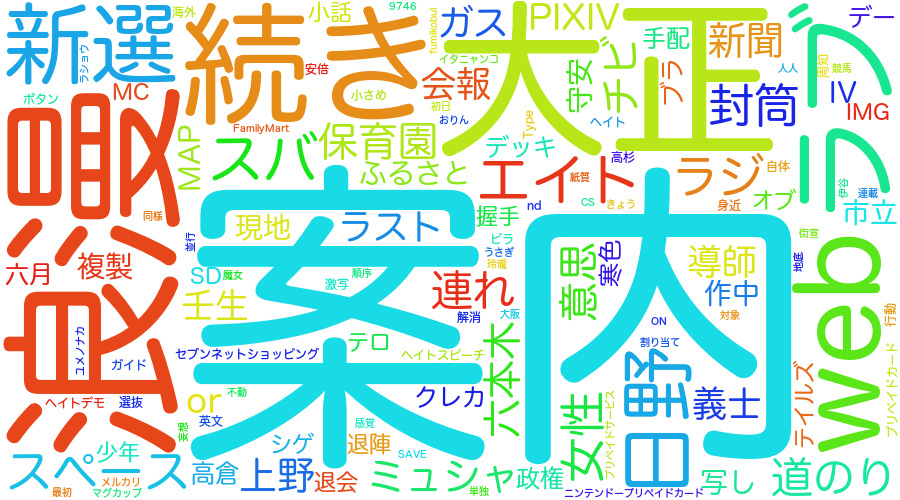 新選
海外
続き
小話
9746
fumikobul
ガス
PIXIV
大正
手配
新聞
デー
ラブ
ラショウ
安倍
会報
イタニャンコ
守安
チビ
ブラ
人人
高知
競馬
ボタン
MC
小さめ
初日
Type
封筒
IV
IMG
漫
浪
FamilyMart
おりん
ヘイト
MAP
スバ
保育園
ふるさと
デッキ
高杉
エイト
紙質
ラジ
自体
伊谷
連載
同様
現地
ラスト
握手
nd
CS
きょう
身近
オブ
市立
案内
並行
ビラ
うさぎ
玲瓏
意思
寒色
導師
街宣
地底
web
六月
複製
SD
魔女
順序
激写
連れ
作中
壬生
解消
大阪
対象
行動
ON
ユメノナカ
テロ
六本木
割り当て
ガイド
セブンネットショッピング
ヘイトスピーチ
日野
テイルズ
プリペイドカード
ヘイトデモ
選抜
or
不動
クレカ
女性
プリペイドサービス
義士
英文
妄想
感覚
少年
シゲ
退陣
スペース
高倉
上野
退会
SAVE
ミュシャ
政権
写し
道のり
メルカリ
最初
マグカップ
単独
ニンテンドープリペイドカード